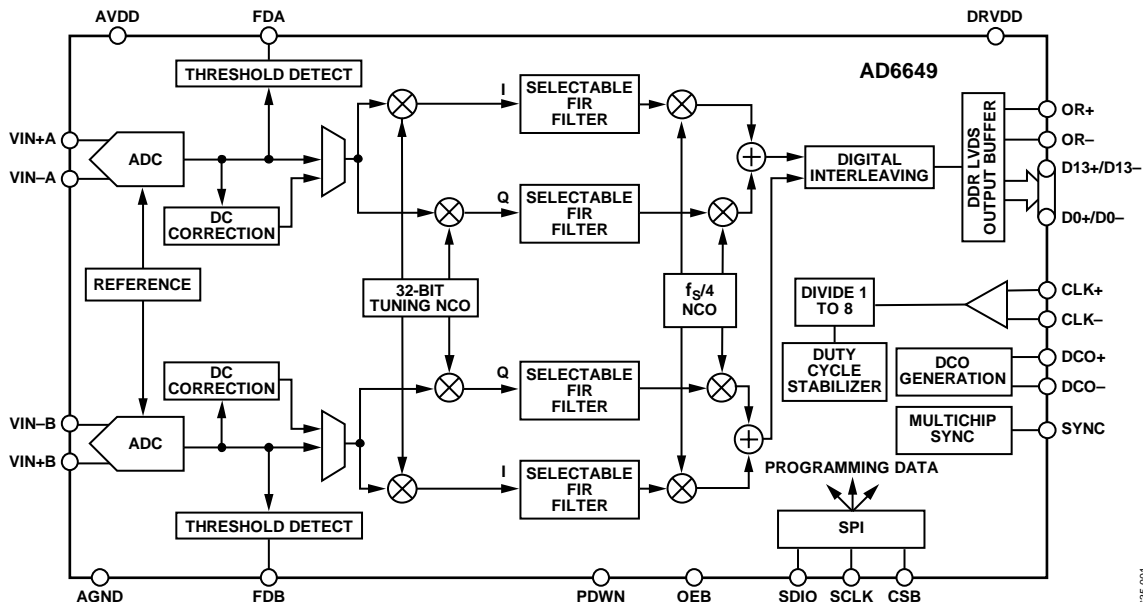 AVDD
FDA
DRVDD
THRESHOLD DETECT
AD6649
I
SELECTABLE
FIR
FILTER
VIN+A
VIN–A
ADC
DC
CORRECTION
Q
SELECTABLE
FIR
FILTER
DIGITAL
INTERLEAVING
DDR LVDS
OUTPUT BUFFER
OR+
OR–
D13+/D13–
D0+/D0–
REFERENCE
32-BIT
TUNING NCO
fS/4
NCO
DIVIDE 1
TO 8
CLK+
CLK–
DUTY
CYCLE
STABILIZER
DCO
GENERATION
DCO+
DCO–
DC
CORRECTION
Q
SELECTABLE
FIR
FILTER
VIN–B
VIN+B
ADC
MULTICHIP
SYNC
SYNC
I
SELECTABLE
FIR
FILTER
PROGRAMMING DATA
THRESHOLD DETECT
SPI
AGND
FDB
PDWN
OEB
SDIO
SCLK
CSB